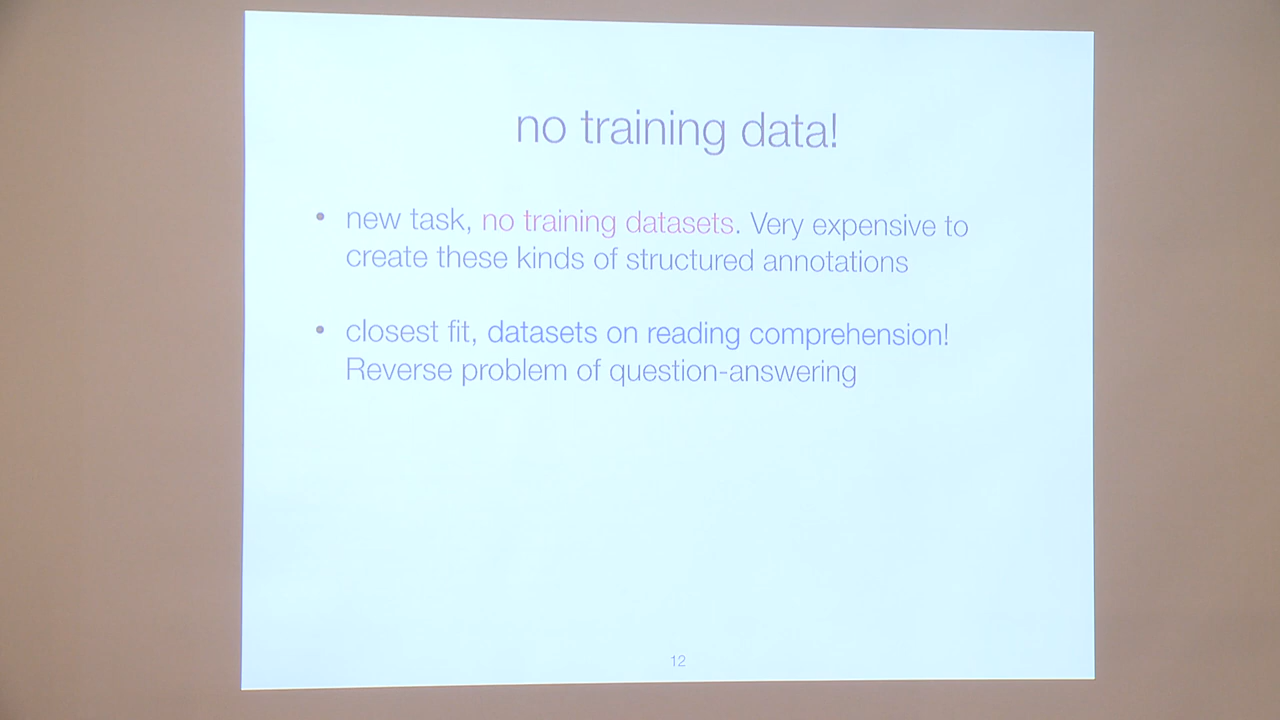 no training data!
• new task, no training datasets. Very expensive to
create these kinds of structured annotations
• closest fit, datasets on reading comprehension!
Reverse problem of question-answering
12